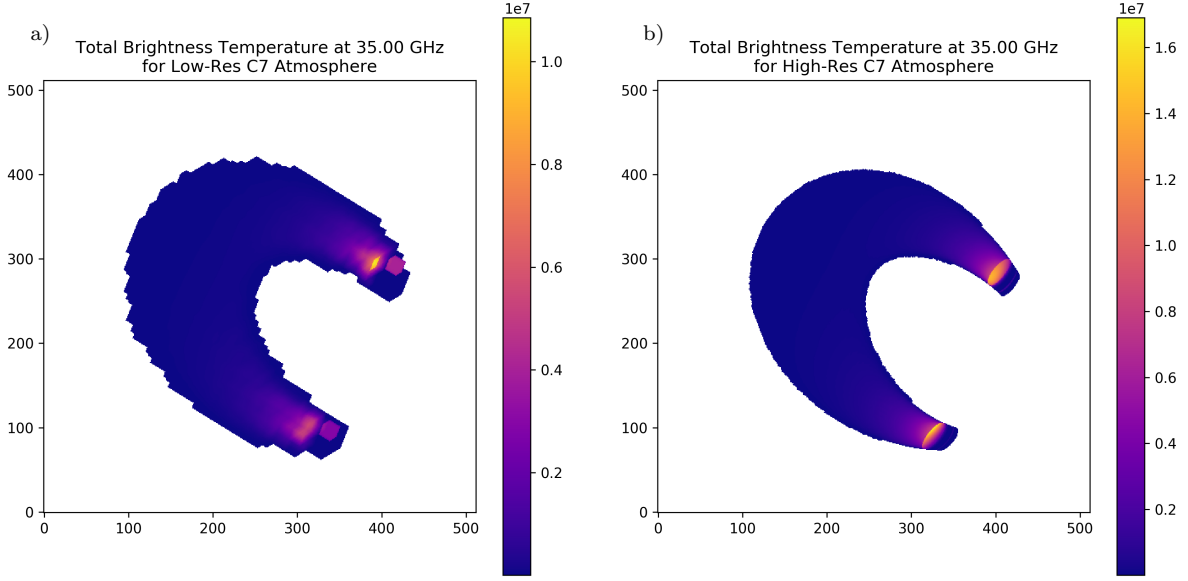 a)
Total Brightness Temperature at 35.00 GHz
for Low-Res C7 Atmosphere
1e7
1.0
0.8
0.6
0.4
0.2
500
400
300
200
100
0
0 100 200 300 400 500
b)
Total Brightness Temperature at 35.00 GHz
for High-Res C7 Atmosphere
1e7
1.6
1.4
1.2
1.0
0.8
0.6
0.4
0.2
500
400
300
200
100
0
0 100 200 300 400 500